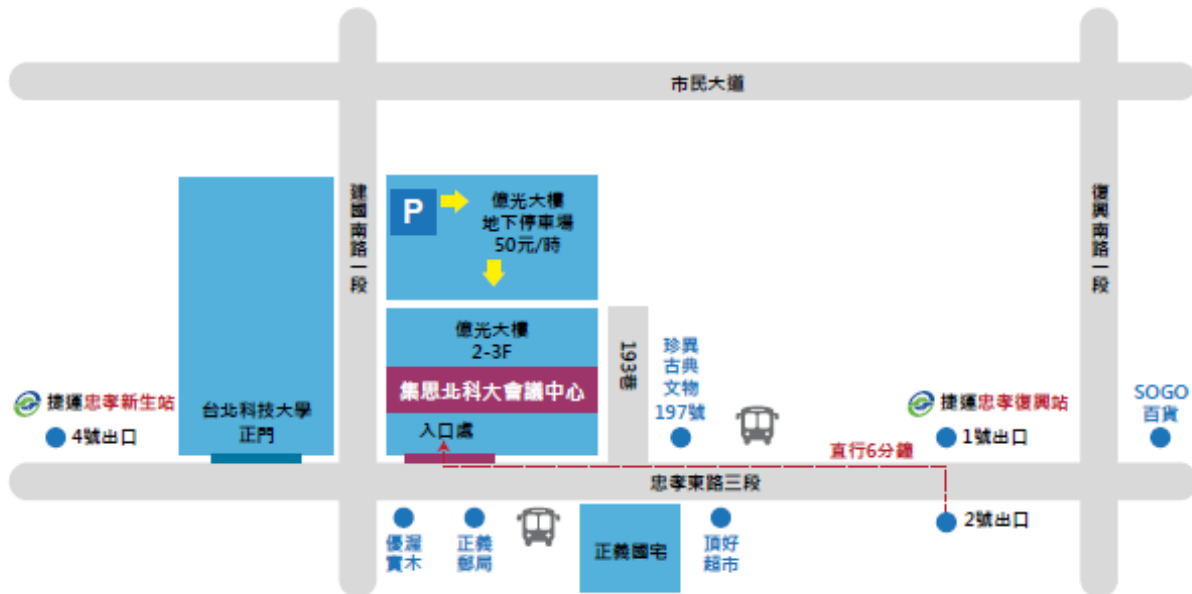 市民大道
建國南路一段
復興南路一段
P
億光大樓
地下停車場
50元/時
億光大樓
2-3F
集思北科大會議中心
入口處
193巷
珍異
古典
文物
197號
捷運忠孝新生站
4號出口
台北科技大學
正門
捷運忠孝復興站
1號出口
SOGO
百貨
直行6分鐘
忠孝東路三段
2號出口
優渥
實木
正義
郵局
正義國宅
頂好
超市